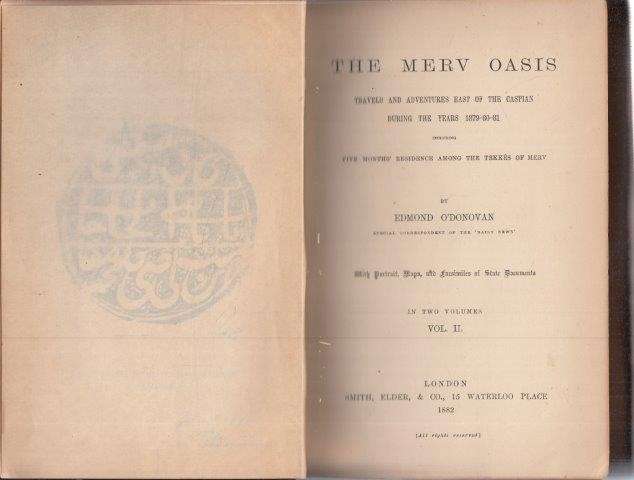 THE MERV OASIS
TRAVELS AND ADVENTURES EAST OF THE CASPIAN
DURING THE YEARS 1879-80-81
INCLUDING
FIVE MONTHS' RESIDENCE AMONG THE TEKKÉS OF MERV
BY
EDMOND O'DONOVAN
SPECIAL CORRESPONDENT OF THE 'DAILY NEWS'
With Portrait, Maps, and Facsimiles of State Documents
IN TWO VOLUMES
VOL. II.
LONDON
SMITH, ELDER, & CO., 15 WATERLOO PLACE
1882
[All rights reserved]